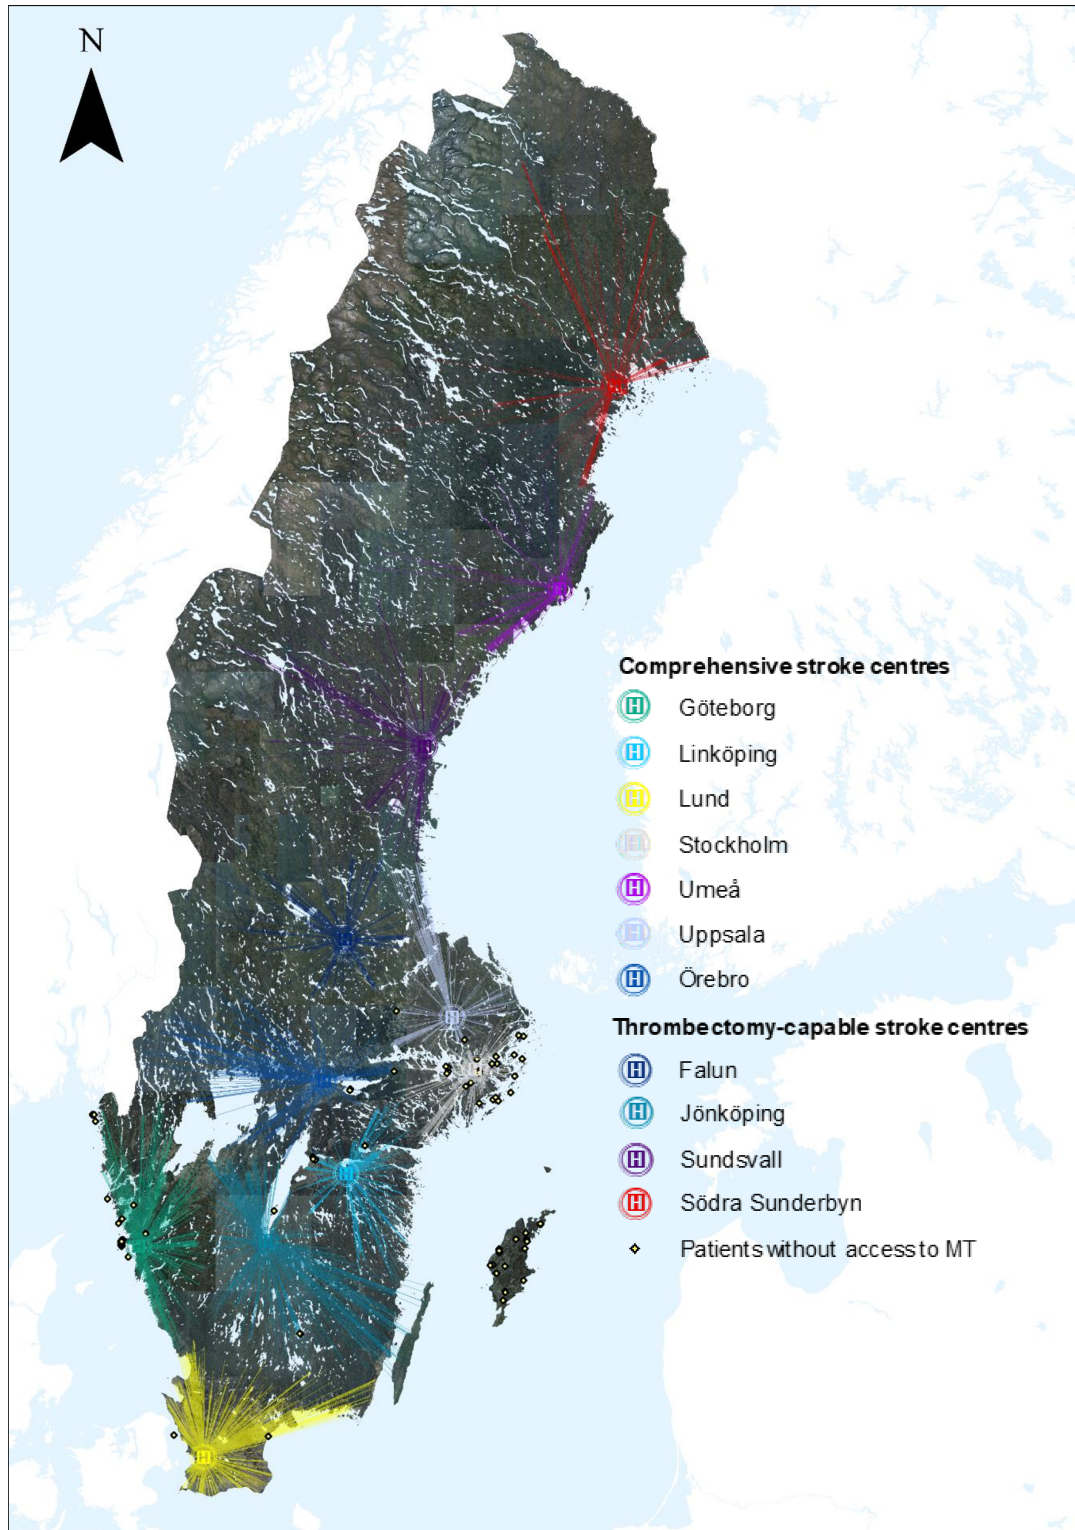 N
Comprehensive stroke centres
H Göteborg
H Linköping
H Lund
H Stockholm
H Umeå
H Uppsala
H Örebro
Thrombectomy-capable stroke centres
H Falun
H Jönköping
H Sundsvall
H Södra Sunderbyn
Patients without access to MT